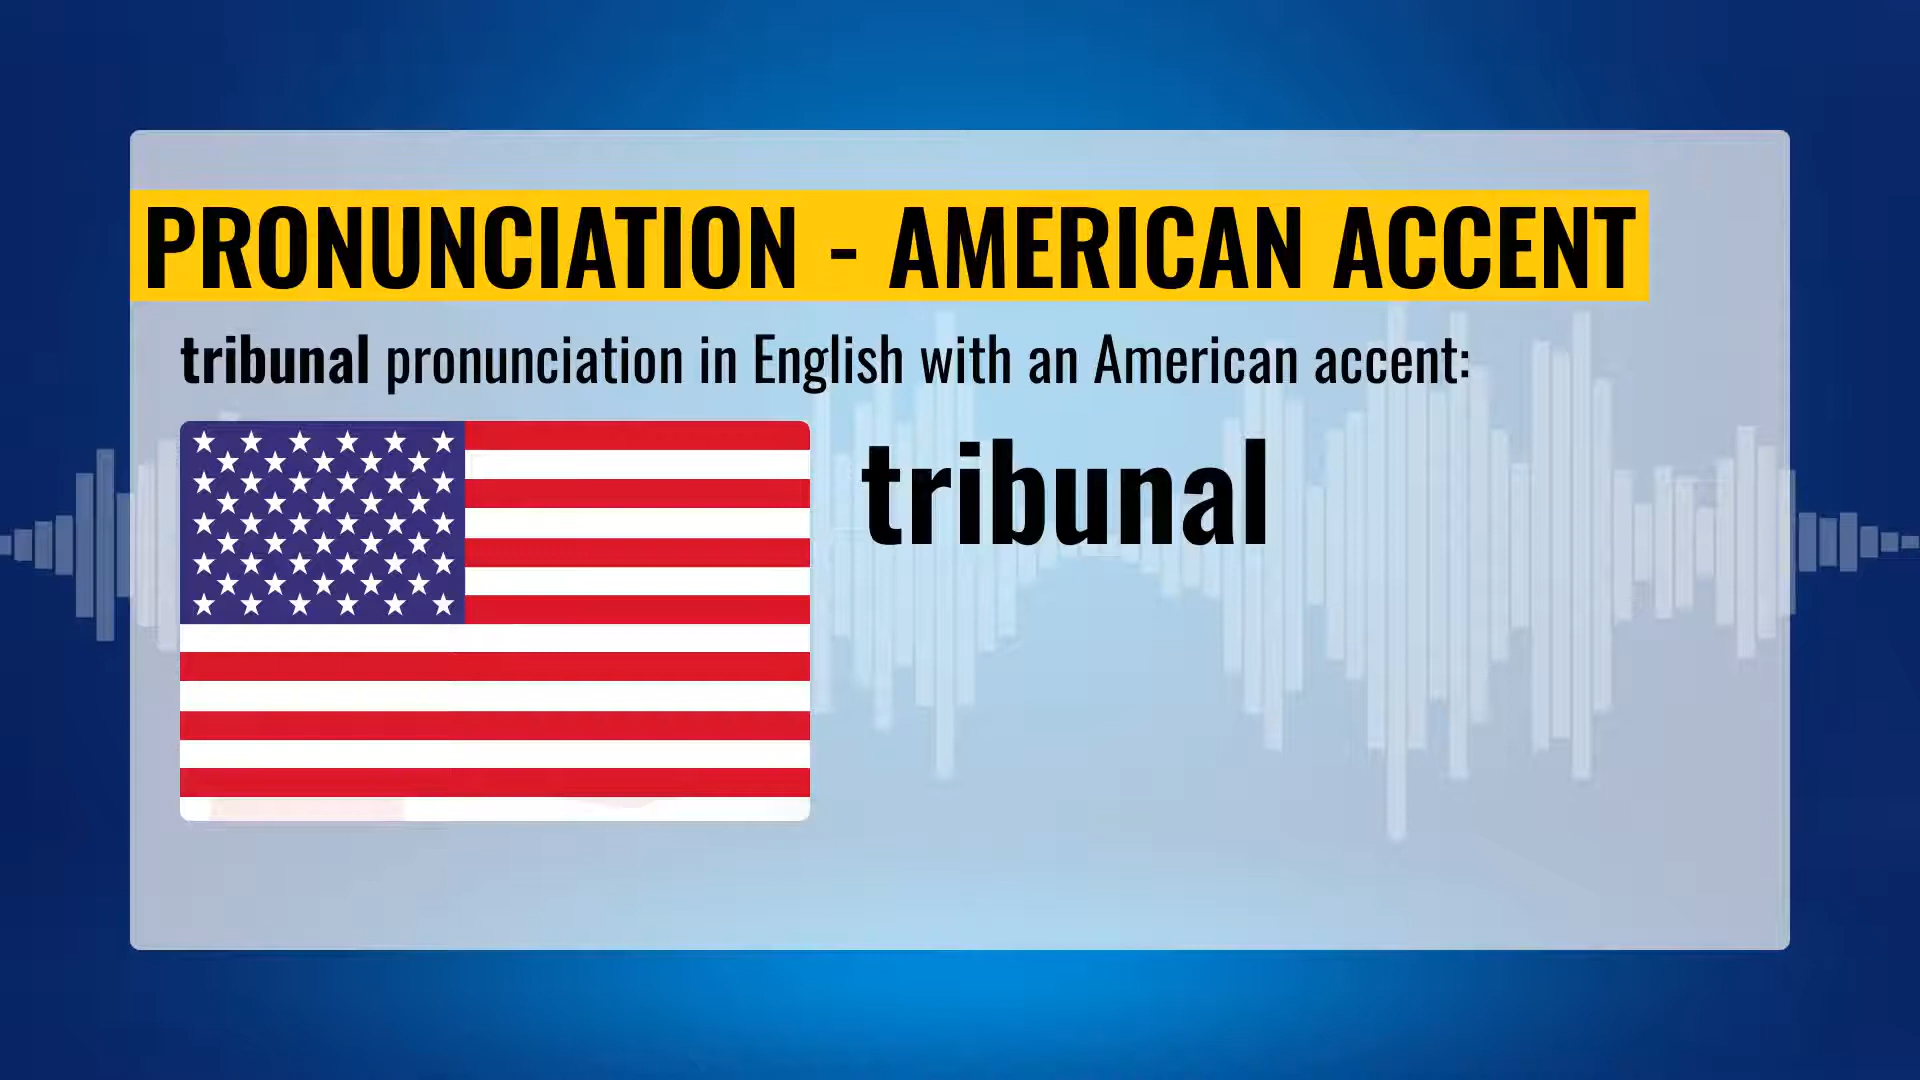 PRONUNCIATION - AMERICAN ACCENT
tribunal pronunciation in English with an American accent:
tribunal